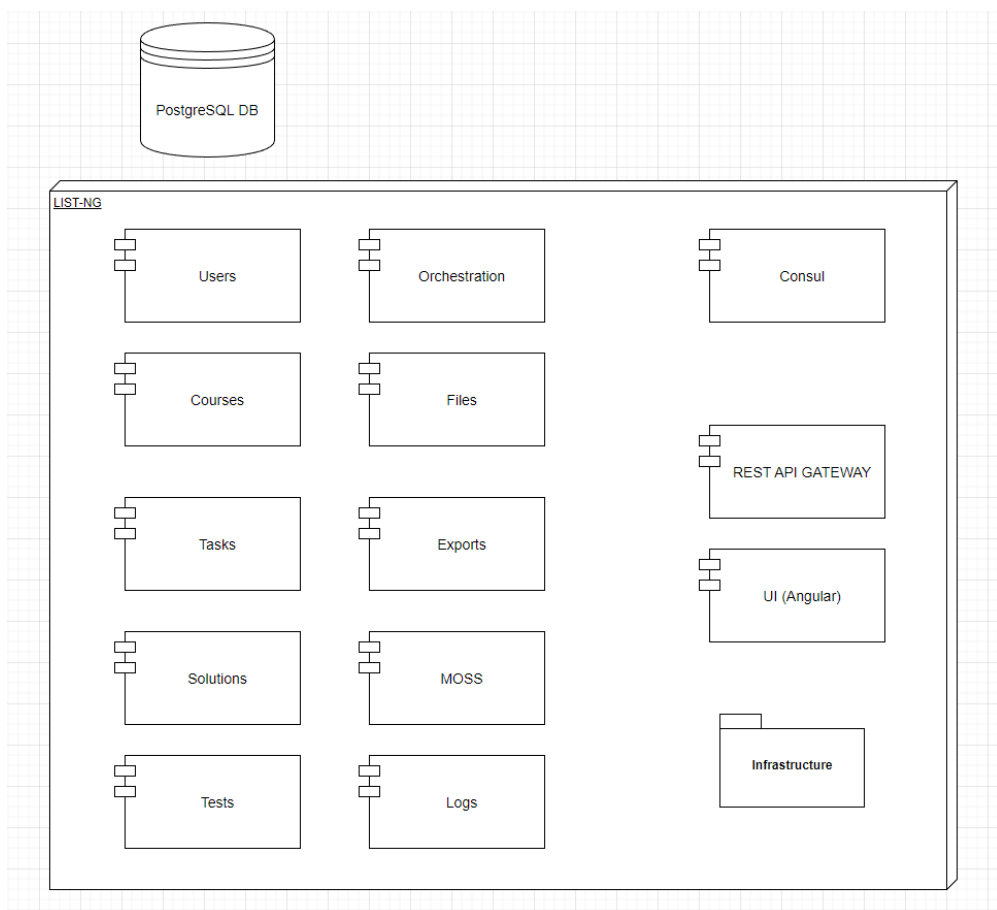 PostgreSQL DB
LIST-NG
Users
Orchestration
Consul
Courses
Files
REST API GATEWAY
Tasks
Exports
UI (Angular)
Solutions
MOSS
Infrastructure
Tests
Logs